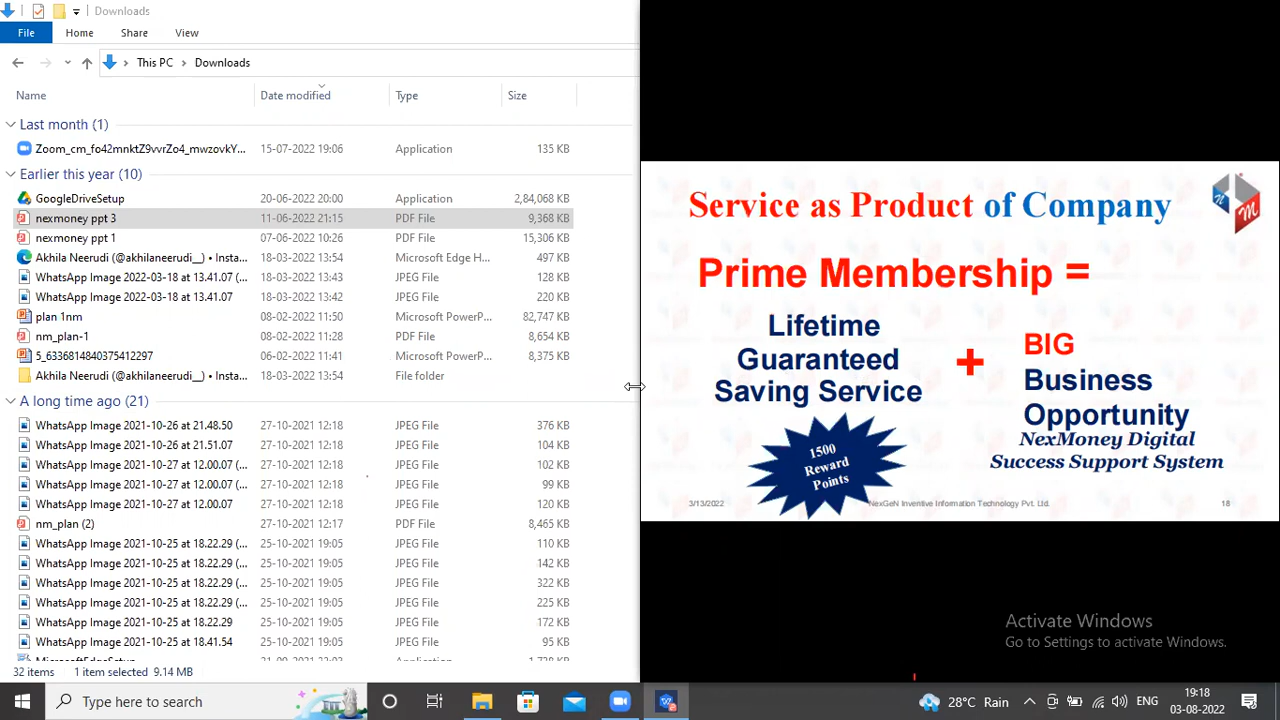 Downloads
File Home Share View
This PC > Downloads
Name Date modified Type Size
Last month (1)
Zoom_cm_fo42mnktZ9vvrZo4_mwzovkY... 15-07-2022 19:06 Application 135 KB
Earlier this year (10)
GoogleDriveSetup 20-06-2022 20:00 Application 2,84,068 KB
nexmoney ppt 3 11-06-2022 21:15 PDF File 9,368 KB
nexmoney ppt 1 07-06-2022 10:26 PDF File 15,306 KB
Akhila Neerudi (@akhilaneerudi__) • Insta... 18-03-2022 13:54 Microsoft Edge H... 497 KB
WhatsApp Image 2022-03-18 at 13.41.07 18-03-2022 13:43 JPEG File 128 KB
WhatsApp Image 2022-03-18 at 13.41.07 18-03-2022 13:42 JPEG File 220 KB
plan 1nm 08-02-2022 11:50 Microsoft PowerP... 82,747 KB
nm_plan-1 08-02-2022 11:28 PDF File 8,654 KB
5_6336814840375412297 06-02-2022 11:41 Microsoft PowerP... 8,375 KB
Akhila Neerudi (@akhilaneerudi__) • Insta... 18-03-2022 13:54 File folder
A long time ago (21)
WhatsApp Image 2021-10-26 at 21.48.50 27-10-2021 12:18 JPEG File 376 KB
WhatsApp Image 2021-10-26 at 21.51.07 27-10-2021 12:18 JPEG File 104 KB
WhatsApp Image 2021-10-27 at 12.00.07 27-10-2021 12:18 JPEG File 102 KB
WhatsApp Image 2021-10-27 at 12.00.07 (... 27-10-2021 12:18 JPEG File 99 KB
WhatsApp Image 2021-10-27 at 12.00.07 27-10-2021 12:18 JPEG File 120 KB
nm_plan (2) 27-10-2021 12:17 PDF File 8,465 KB
WhatsApp Image 2021-10-25 at 18.22.29 (... 25-10-2021 19:05 JPEG File 110 KB
WhatsApp Image 2021-10-25 at 18.22.29 (... 25-10-2021 19:05 JPEG File 142 KB
WhatsApp Image 2021-10-25 at 18.22.29 (... 25-10-2021 19:05 JPEG File 322 KB
WhatsApp Image 2021-10-25 at 18.22.29 (... 25-10-2021 19:05 JPEG File 225 KB
WhatsApp Image 2021-10-25 at 18.22.29 25-10-2021 19:05 JPEG File 172 KB
WhatsApp Image 2021-10-25 at 18.41.54 25-10-2021 19:05 JPEG File 95 KB
32 items 1 item selected 9.14 MB
Service as Product of Company
Prime Membership =
Lifetime
Guaranteed
Saving Service
+
BIG
Business
Opportunity
NexMoney Digital
Success Support System
1500
Reward
Points
3/13/2022 NexGeN Inventive Information Technology Pvt. Ltd. 18
Activate Windows
Go to Settings to activate Windows.
Type here to search
28°C Rain
ENG
19:18
03-08-2022